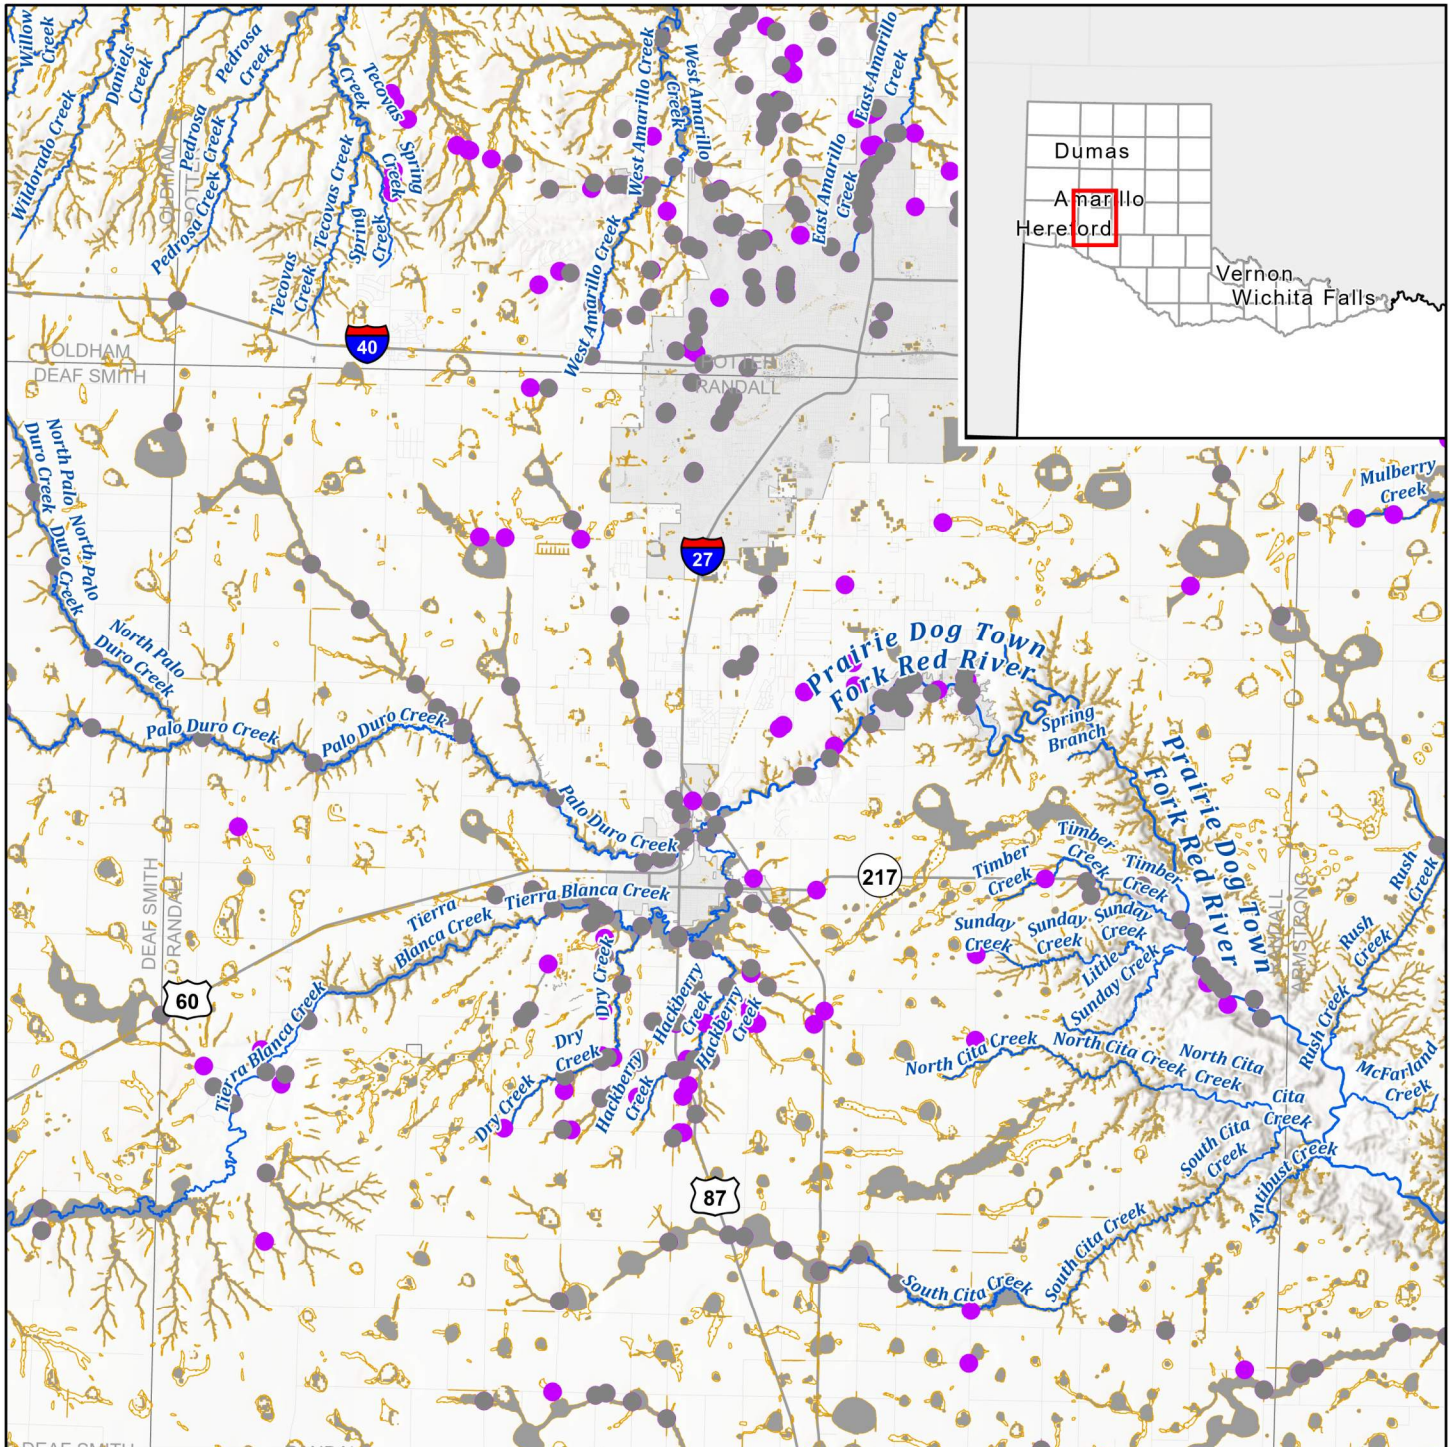 Willow
Creek
Daniels
Creek
Pedrosa
Creek
Wildorado Creek
Pedrosa
Creek
Pedrosa Creek
OLDHAM
Creek
Tecovas
Spring
Creek
Tecovas Creek
Spring
Creek
Tecovas
Creek
West Amarillo Creek
West Amarillo
Creek
West Amarillo Creek
East Amarillo
Creek
East Amarillo
Creek
Dumas
Amarillo
Hereford
Vernon
Wichita Falls
OLDHAM
DEAF SMITH
40
POTTER
RANDALL
North Palo
Duro Creek
North Palo
Duro Creek
North Palo
Duro Creek
27
Mulberry
Creek
Prairie Dog Town
Fork Red River
Spring
Branch
Prairie Dog Town
Fork Red River
Palo Duro Creek
Palo Duro Creek
Palo Duro Creek
217
Timber
Creek
Timber
Creek
Timber
Creek
Sunday
Creek
Sunday
Creek
Sunday
Creek
Little
Sunday Creek
DEAF SMITH
RANDALL
RANDALL
ARMSTRONG
Rush
Creek
Rush
Creek
Rush Creek
Tierra
Blanca Creek
Tierra Blanca Creek
Tierra Blanca Creek
60
Dry Creek
Dry
Creek
Dry Creek
Hackberry
Creek
Hackberry
Creek
Hackberry
Creek
North Cita Creek
North Cita Creek
North Cita
Creek
McFarland
Creek
Cita
Creek
South Cita
Creek
Antibust Creek
87
South Cita Creek
South Cita Creek
DEAF SMITH